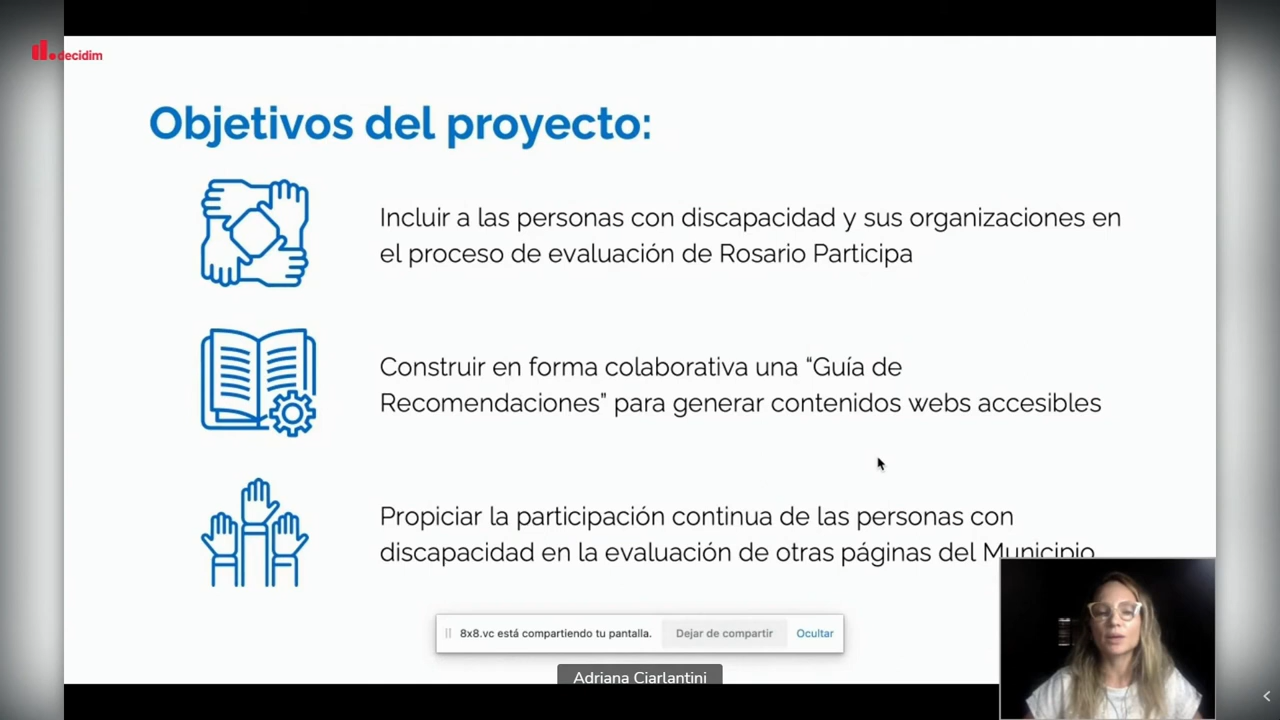 decidim
Objetivos del proyecto:
Incluir a las personas con discapacidad y sus organizaciones en
el proceso de evaluación de Rosario Participa
Construir en forma colaborativa una “Guía de
Recomendaciones” para generar contenidos webs accesibles
Propiciar la participación continua de las personas con
discapacidad en la evaluación de otras páginas del Municipio
8x8.vc está compartiendo tu pantalla.
Dejar de compartir
Ocultar
Adriana Ciarlantini